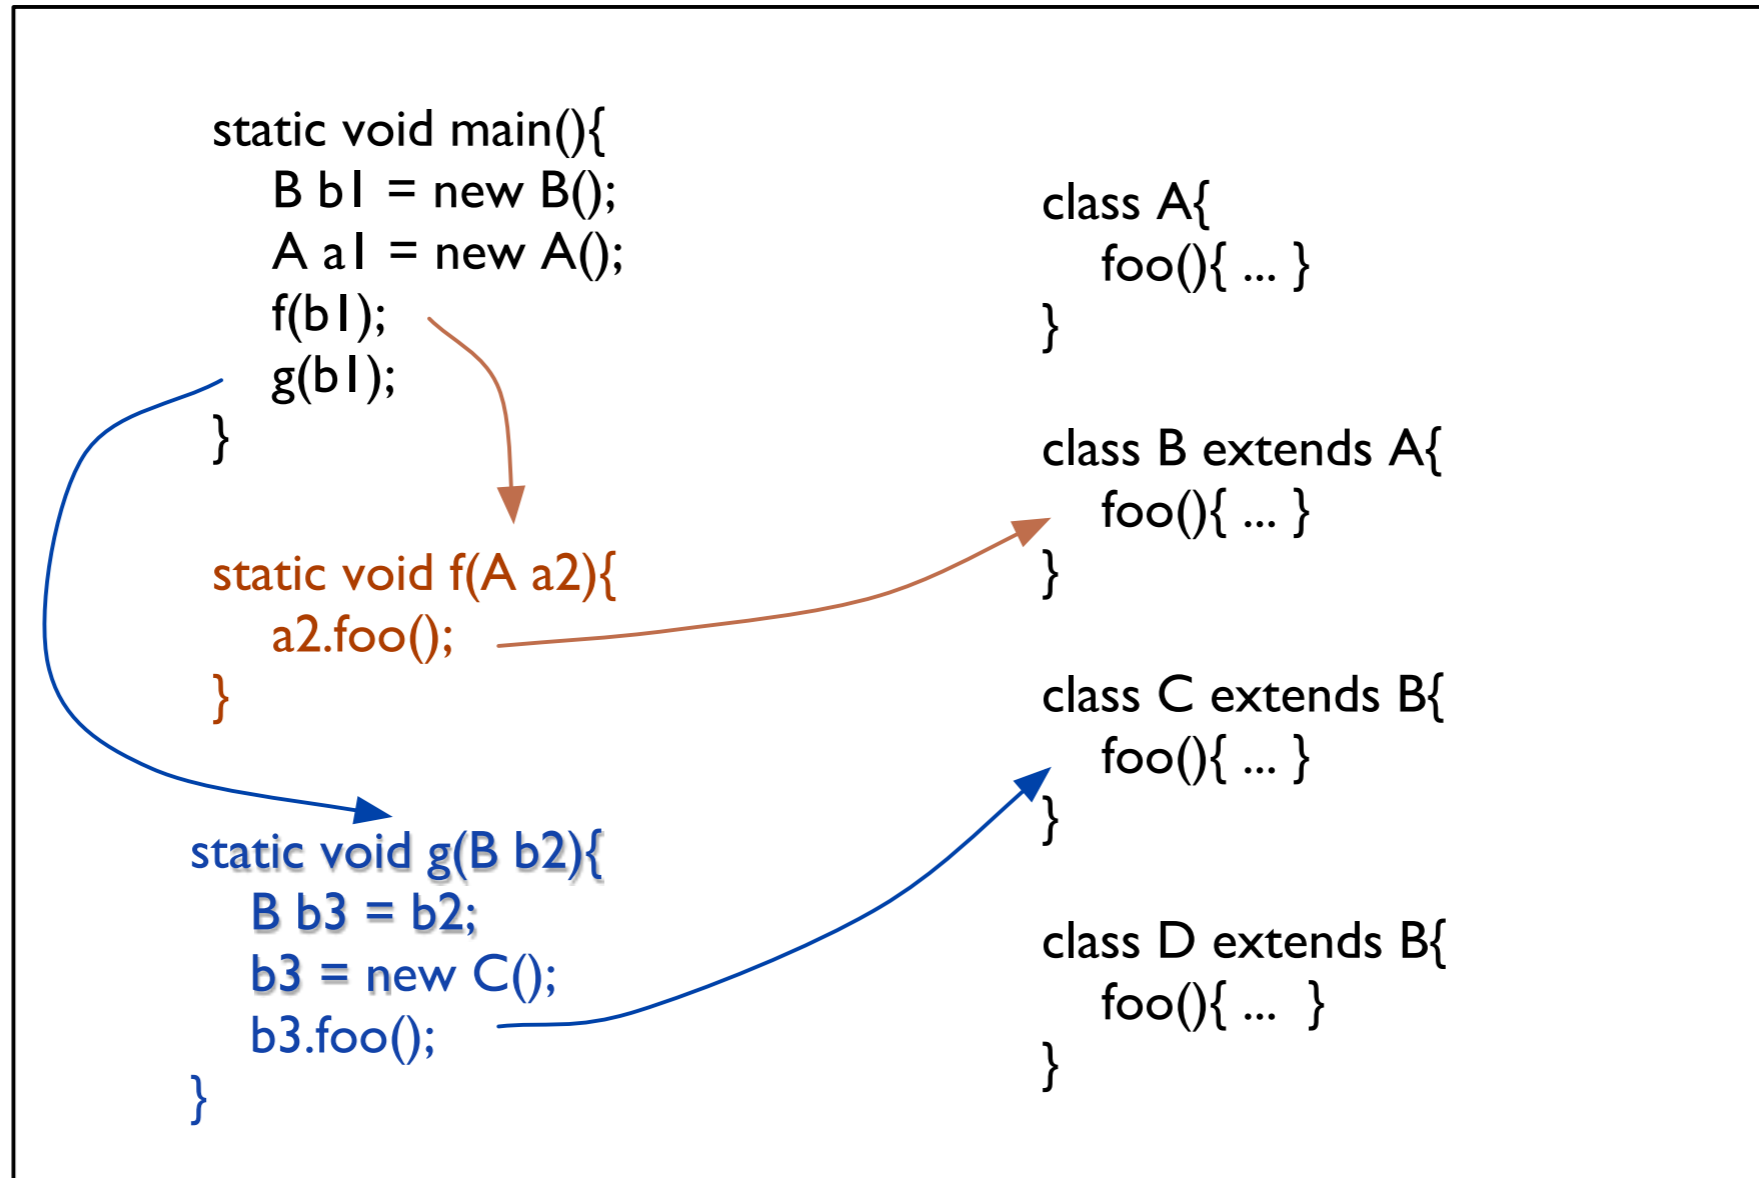 static void main(){
B b1 = new B();
A a1 = new A();
f(b1);
g(b1);
}
static void f(A a2){
a2.foo();
}
static void g(B b2){
B b3 = b2;
b3 = new C();
b3.foo();
}
class A{
foo(){ ... }
}
class B extends A{
foo(){ ... }
}
class C extends B{
foo(){ ... }
}
class D extends B{
foo(){ ...  }
}